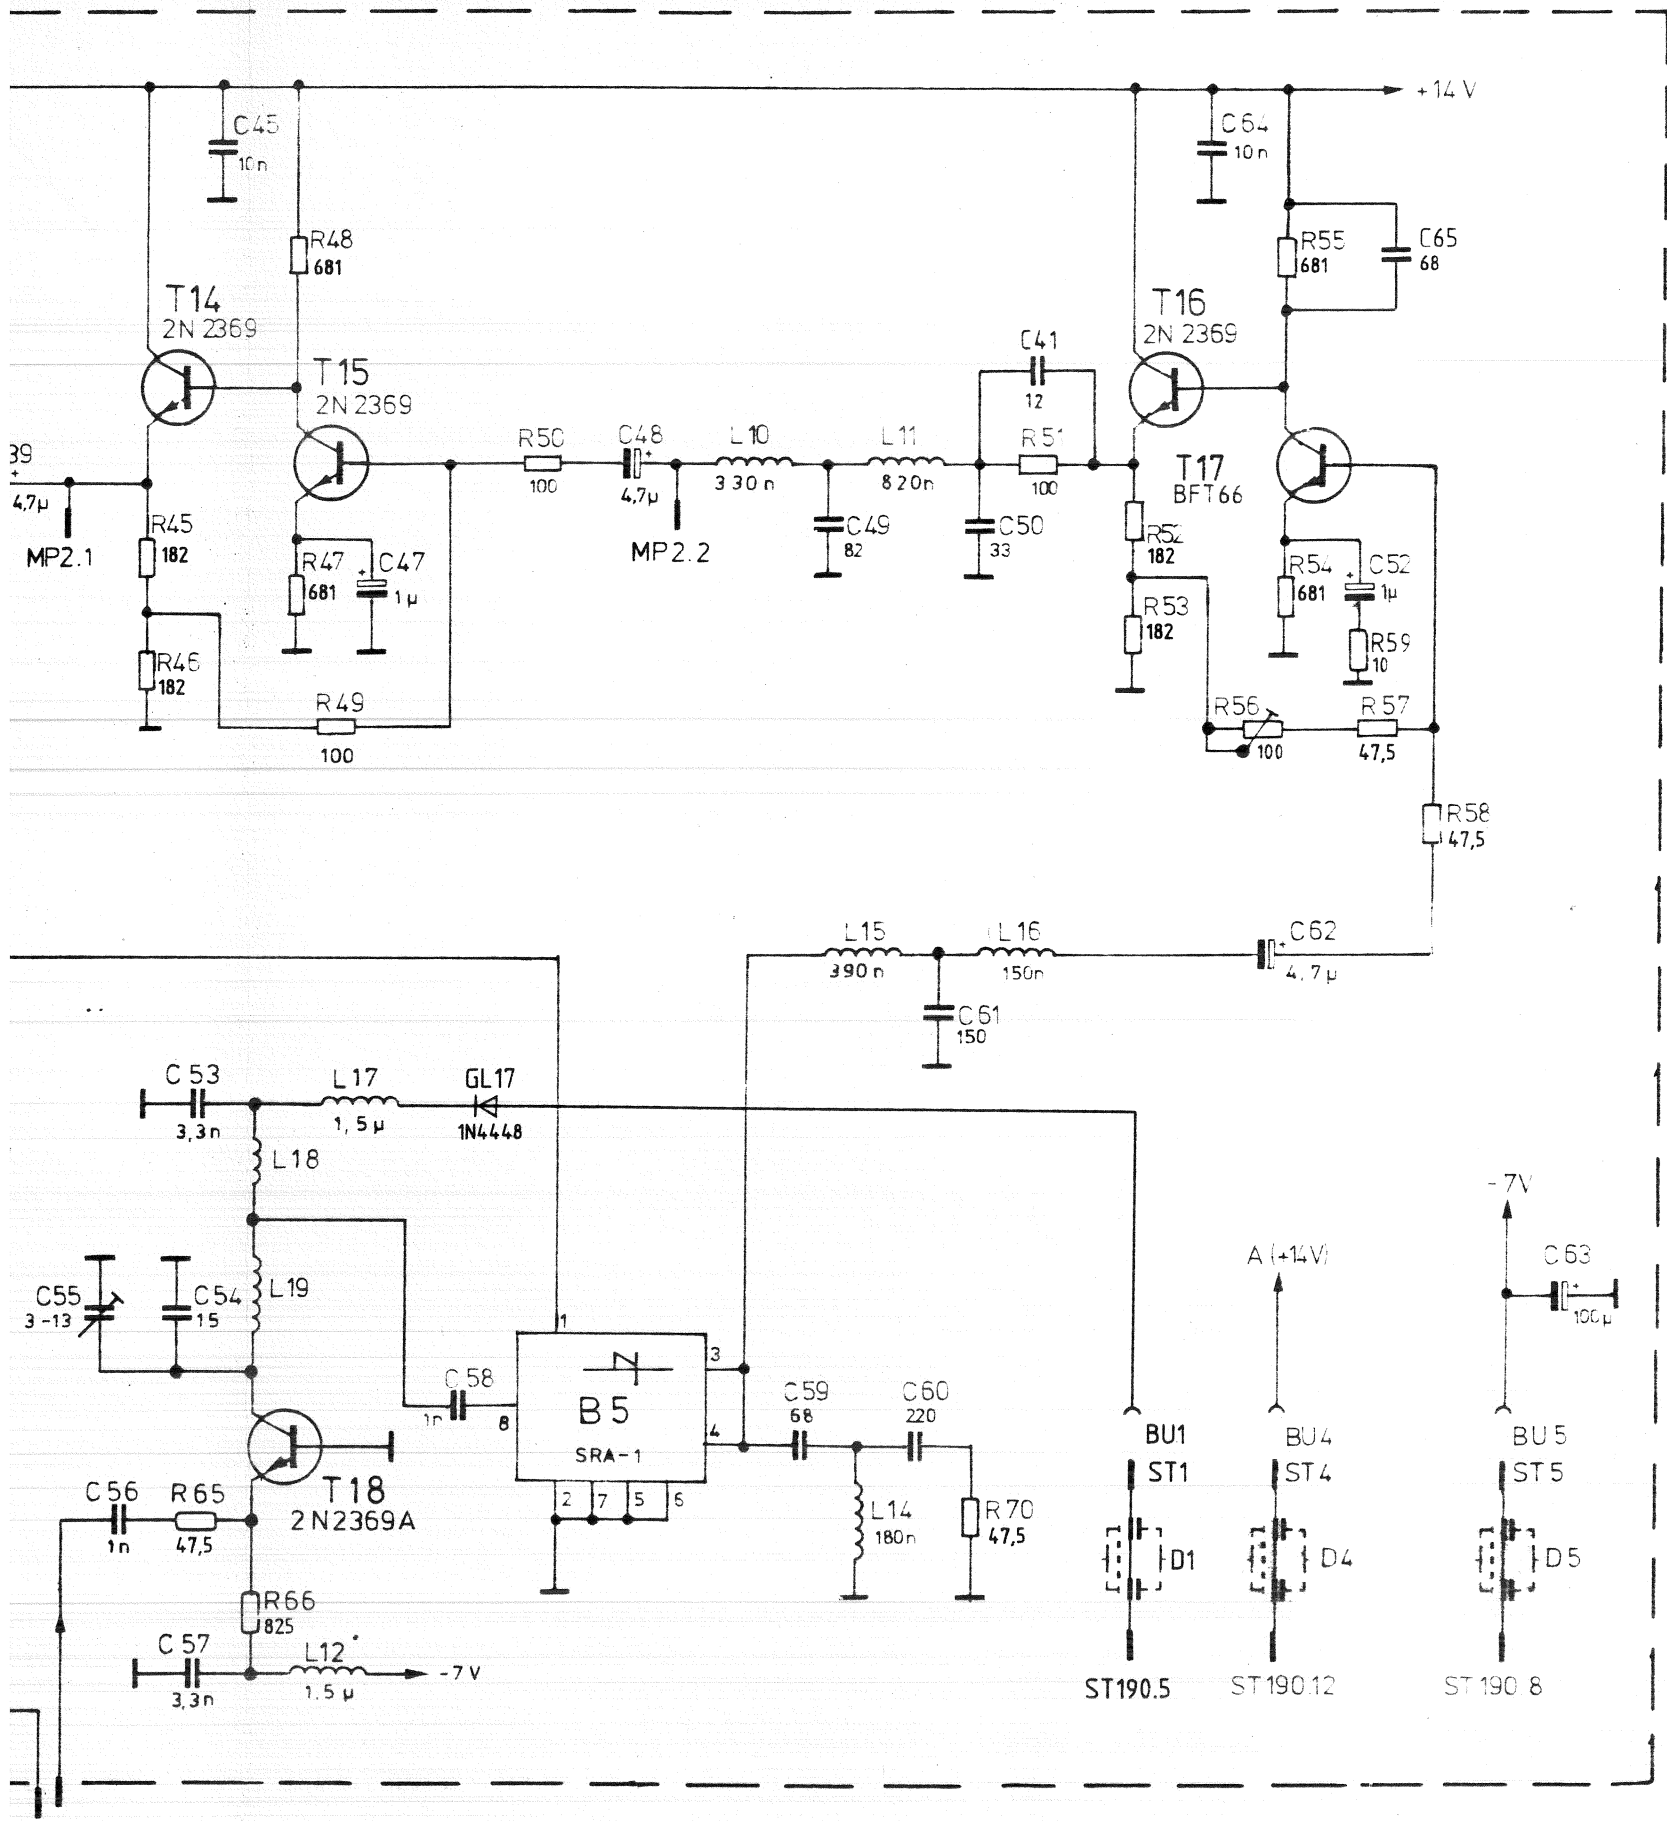 +14 V
C45
10n
C64
10n
R48
681
R55
681
C65
68
T14
2N 2369
T16
2N 2369
T15
2N 2369
C41
12
39
+
4,7µ
R50
100
C48
+
4,7µ
L10
330n
L11
820n
R51
100
T17
BFT66
MP2.1
R45
182
R47
681
C47
+
1µ
MP2.2
C49
82
C50
33
R52
182
R54
681
C52
+
1µ
R46
182
R53
182
R59
10
R49
100
R56
100
R57
47,5
R58
47,5
L15
390n
L16
150n
C62
+
4,7µ
C61
150
C53
3,3n
L17
1,5µ
GL17
1N4448
L18
-7V
A (+14V)
C63
+
100µ
C55
3-13
C54
15
L19
1
3
C58
1n
8
B5
SRA-1
4
C59
68
C60
220
BU1
BU4
BU5
ST1
ST4
ST5
T18
2N2369A
2
7
5
6
C56
1n
R65
47,5
L14
180n
R70
47,5
D1
D4
D5
R66
825
C57
3,3n
L12
1,5µ
-7V
ST190.5
ST190.12
ST190 8